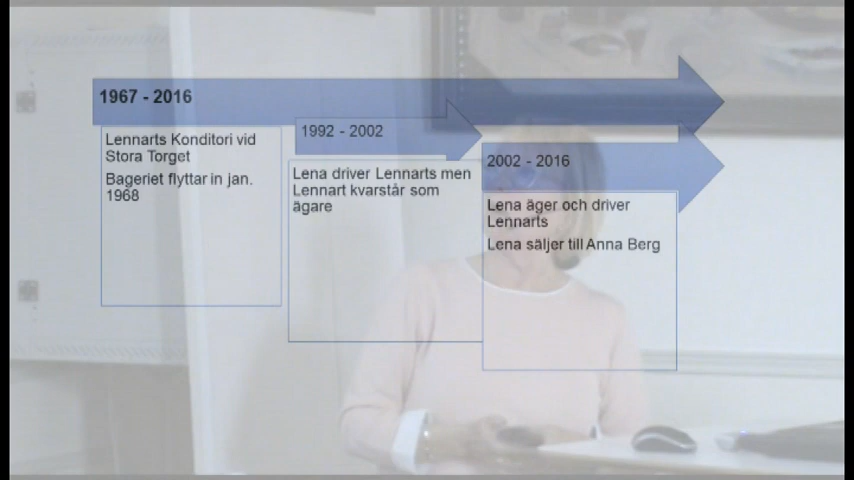 1967 - 2016
Lennarts Konditori vid
Stora Torget
Bageriet flyttar in jan.
1968
1992 - 2002
Lena driver Lennarts men
Lennart kvarstår som
ägare
2002 - 2016
Lena äger och driver
Lennarts
Lena säljer till Anna Berg